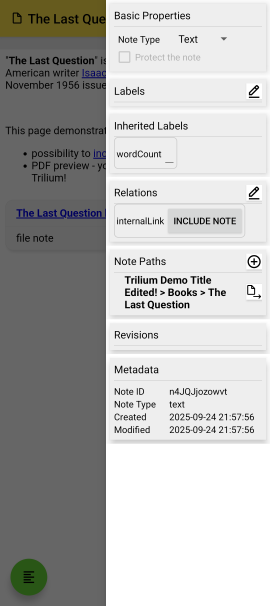 The Last Que
"The Last Question" is
American writer Isaac
November 1956 issue
This page demonstrat
possibility to inc
PDF preview - yo
Trilium!
The Last Question
file note
Basic Properties
Note Type Text
Protect the note
Labels
Inherited Labels
wordCount
Relations
internalLink INCLUDE NOTE
Note Paths
Trilium Demo Title
Edited! > Books > The
Last Question
Revisions
Metadata
Note ID n4JQJjozowvt
Note Type text
Created 2025-09-24 21:57:56
Modified 2025-09-24 21:57:56